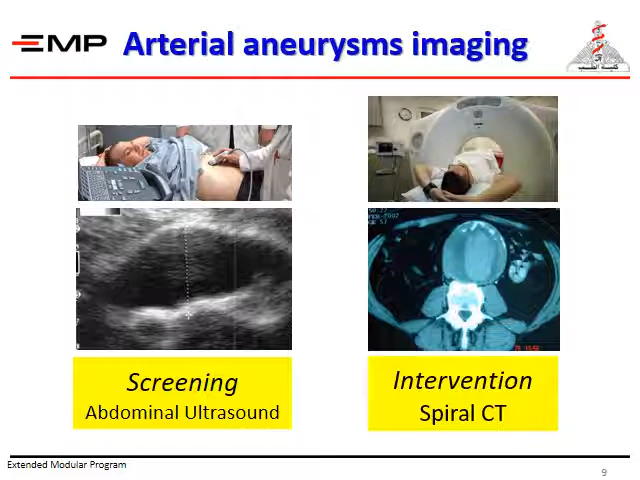 EMP
Arterial aneurysms imaging
Screening
Abdominal Ultrasound
Intervention
Spiral CT
Extended Modular Program
9